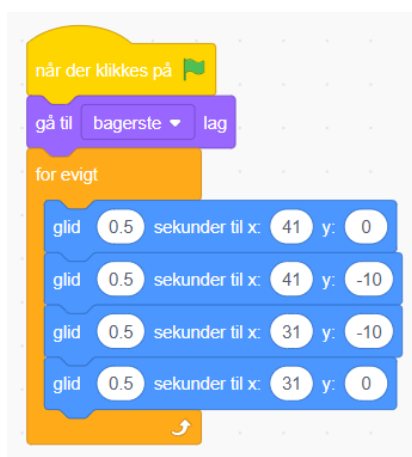 når der klikkes på
gå til bagerste lag
for evigt
glid 0.5 sekunder til x: 41 y: 0
glid 0.5 sekunder til x: 41 y: -10
glid 0.5 sekunder til x: 31 y: -10
glid 0.5 sekunder til x: 31 y: 0